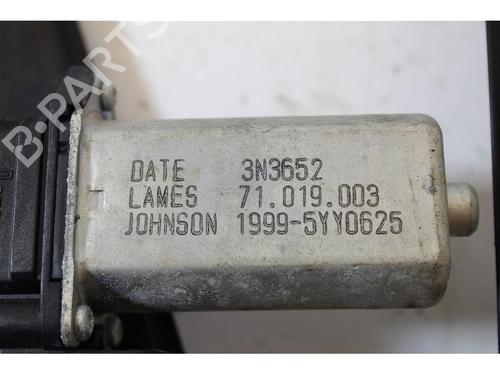 B-PARTS
DATE 3N3652
LAMES 71.019.003
JOHNSON 1999-5YY0625